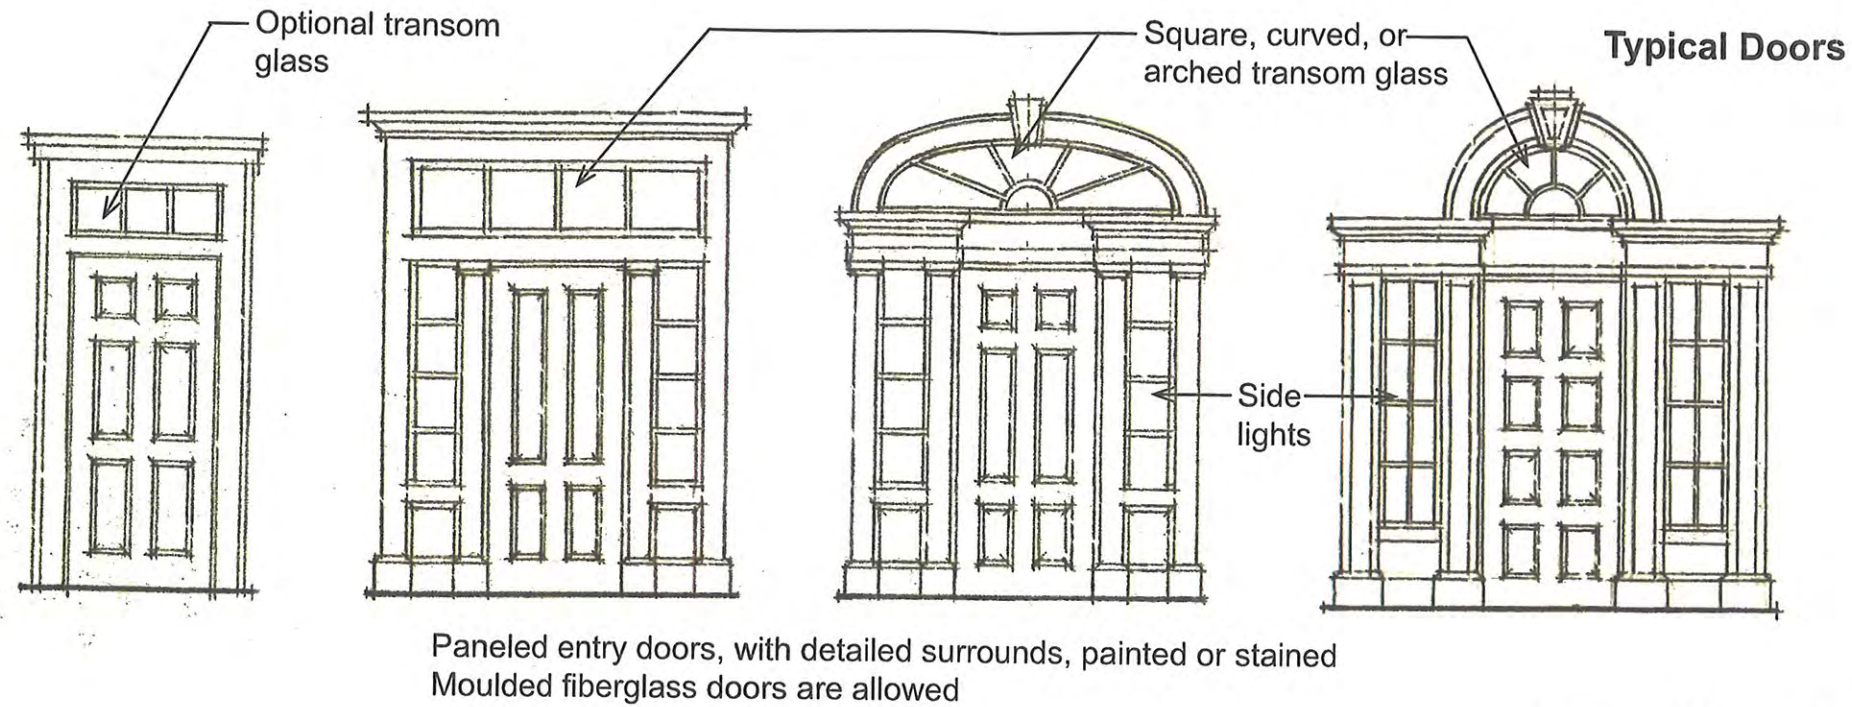 Optional transom
glass
Square, curved, or
arched transom glass
Typical Doors
Side
lights
Paneled entry doors, with detailed surrounds, painted or stained
Moulded fiberglass doors are allowed